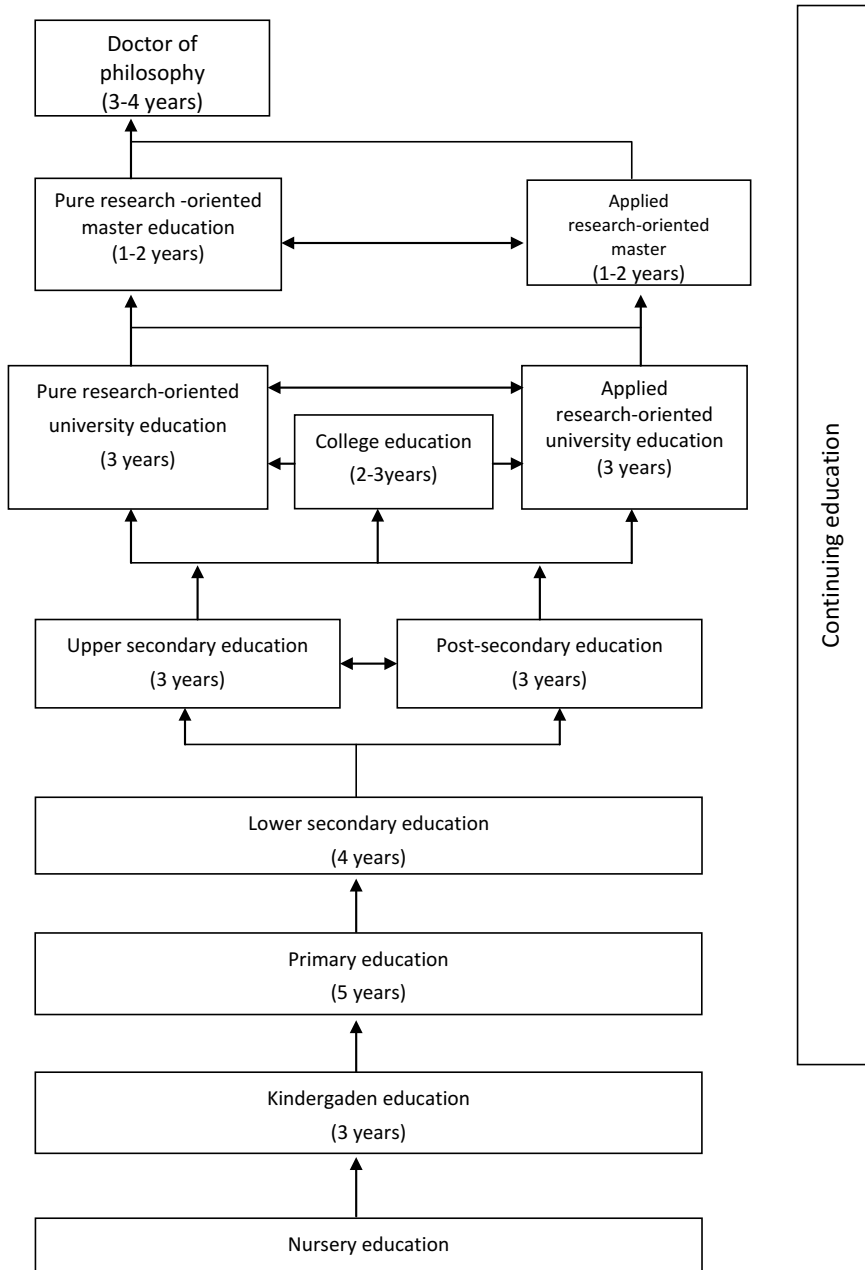 Doctor of
philosophy
(3-4 years)
Pure research -oriented
master education
(1-2 years)
Applied
research-oriented
master
(1-2 years)
Pure research-oriented
university education
(3 years)
College education
(2-3years)
Applied
research-oriented
university education
(3 years)
Upper secondary education
(3 years)
Post-secondary education
(3 years)
Lower secondary education
(4 years)
Primary education
(5 years)
Kindergaden education
(3 years)
Nursery education
Continuing education